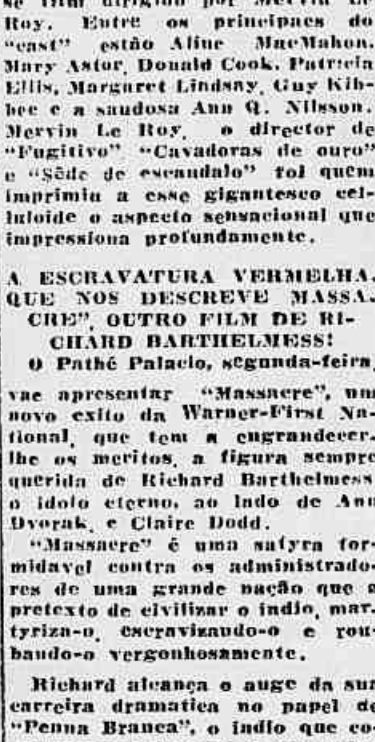 se film dirigido por Mervin Le
Roy. Entre os principaes do
"cast" estão Aline MacMahon,
Mary Astor, Donald Cook, Patricia
Ellis, Margaret Lindsay, Guy Kib-
bee e a saudosa Ann Q. Nilsson.
Mervin Le Roy, o director de
"Fugitivo" "Cavadoras de ouro"
e "Sêde de escandalo" foi quem
imprimiu a esse gigantesco cel-
luloide o aspecto sensacional que
impressiona profundamente.
A ESCRAVATURA VERMELHA,
QUE NOS DESCREVE MASSA-
CRE", OUTRO FILM DE RI-
CHARD BARTHELMESS!
O Pathé Palacio, segunda-feira,
vae apresentar "Massacre", um
novo exito da Warner-First Na-
tional, que tem a engrandecer-
lhe os meritos, a figura sempre
querida de Richard Barthelmess
o idolo eterno, ao lado de Ann
Dvorak, e Claire Dodd.
"Massacre" é uma satyra for-
midavel contra os administrado-
res de uma grande nação que a
pretexto de civilizar o indio, mar-
tyriza-o, escravizando-o e rou-
bando-o vergonhosamente.
Richard alcança o auge da sua
carreira dramatica no papel de
"Penna Branca", o indio que co-